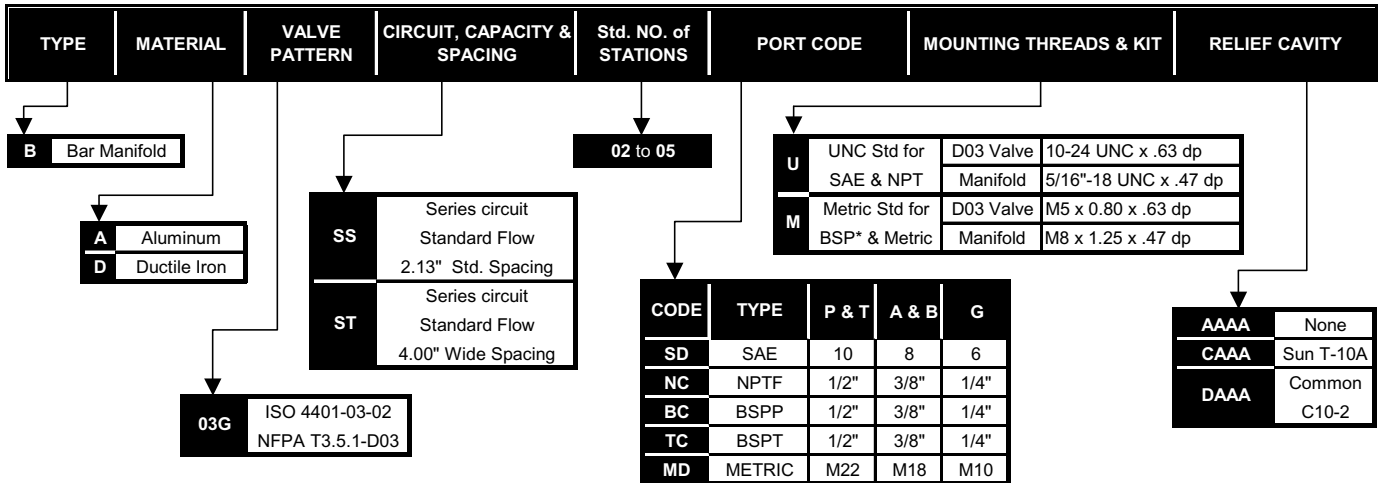 TYPE
MATERIAL
VALVE
PATTERN
CIRCUIT, CAPACITY &
SPACING
Std. NO. of
STATIONS
PORT CODE
MOUNTING THREADS & KIT
RELIEF CAVITY
B Bar Manifold
A Aluminum
D Ductile Iron
03G
ISO 4401-03-02
NFPA T3.5.1-D03
SS
Series circuit
Standard Flow
2.13" Std. Spacing
ST
Series circuit
Standard Flow
4.00" Wide Spacing
02 to 05
CODE TYPE P & T A & B G
SD SAE 10 8 6
NC NPTF 1/2" 3/8" 1/4"
BC BSPP 1/2" 3/8" 1/4"
TC BSPT 1/2" 3/8" 1/4"
MD METRIC M22 M18 M10
U
UNC Std for D03 Valve 10-24 UNC x .63 dp
SAE & NPT Manifold 5/16"-18 UNC x .47 dp
M
Metric Std for D03 Valve M5 x 0.80 x .63 dp
BSP* & Metric Manifold M8 x 1.25 x .47 dp
AAAA None
CAAA Sun T-10A
DAAA
Common
C10-2